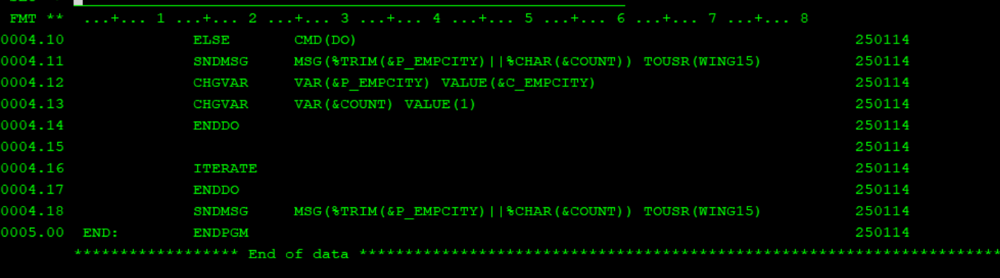 FMT ** ...+... 1 ...+... 2 ...+... 3 ...+... 4 ...+... 5 ...+... 6 ...+... 7 ...+... 8
0004.10 ELSE CMD(DO) 250114
0004.11 SNDMSG MSG(%TRIM(&P_EMPCITY)||%CHAR(&COUNT)) TOUSR(WING15) 250114
0004.12 CHGVAR VAR(&P_EMPCITY) VALUE(&C_EMPCITY) 250114
0004.13 CHGVAR VAR(&COUNT) VALUE(1) 250114
0004.14 ENDDO 250114
0004.15 250114
0004.16 ITERATE 250114
0004.17 ENDDO 250114
0004.18 SNDMSG MSG(%TRIM(&P_EMPCITY)||%CHAR(&COUNT)) TOUSR(WING15) 250114
0005.00 END: ENDPGM 250114
****************** End of data **********************************************************************